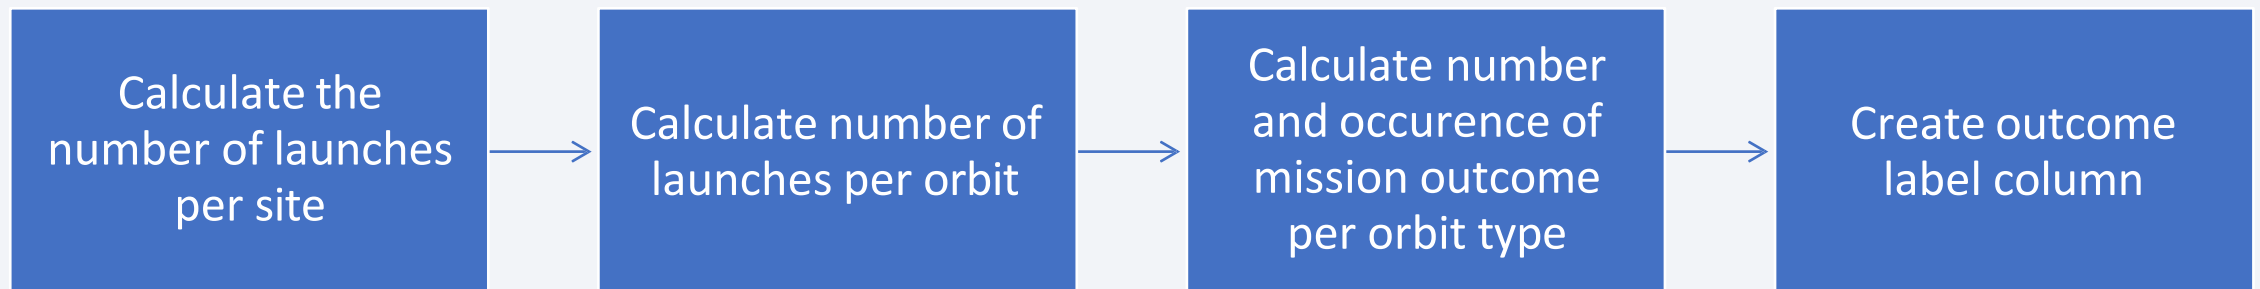 Calculate the
number of launches
per site
Calculate number of
launches per orbit
Calculate number
and occurence of
mission outcome
per orbit type
Create outcome
label column